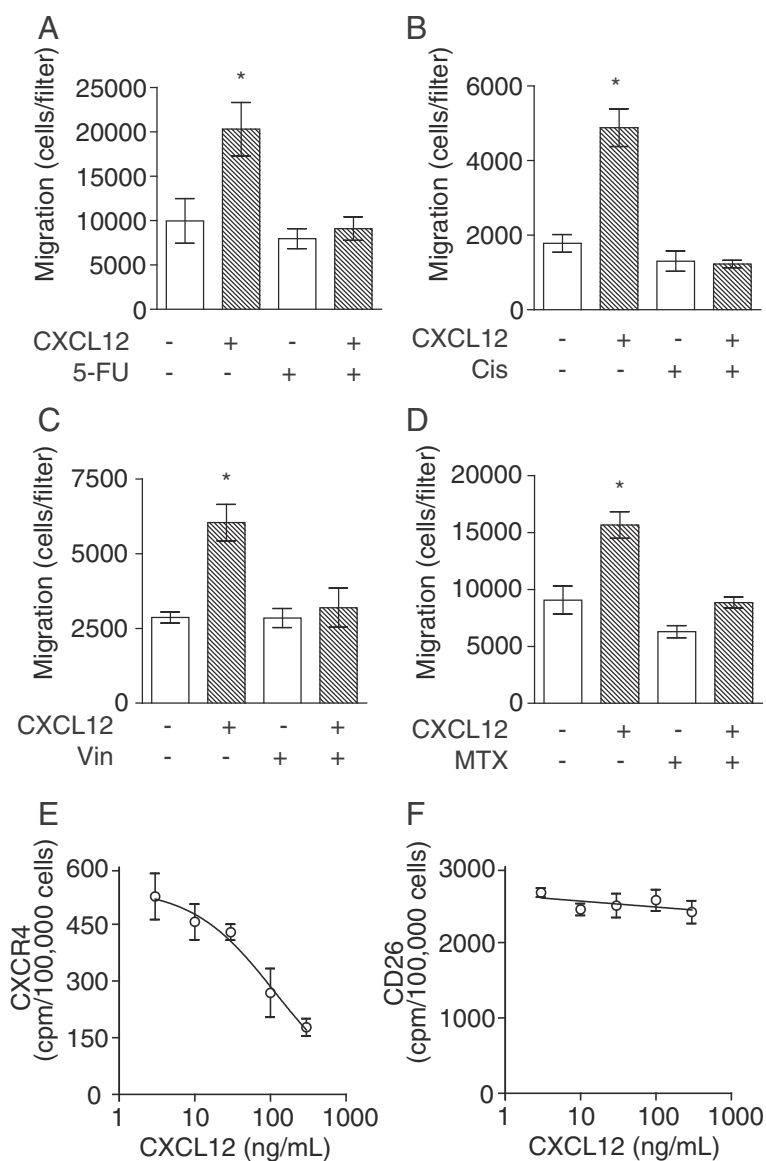 A
Migration (cells/filter)
25000
20000
15000
10000
5000
0
*
CXCL12 - + - +
5-FU - - + +
B
Migration (cells/filter)
6000
4000
2000
0
*
CXCL12 - + - +
Cis - - + +
C
Migration (cells/filter)
7500
5000
2500
0
*
CXCL12 - + - +
Vin - - + +
D
Migration (cells/filter)
20000
15000
10000
5000
0
*
CXCL12 - + - +
MTX - - + +
E
CXCR4
(cpm/100,000 cells)
600
450
300
150
0
1 10 100 1000
CXCL12 (ng/mL)
F
CD26
(cpm/100,000 cells)
3000
2000
1000
0
1 10 100 1000
CXCL12 (ng/mL)